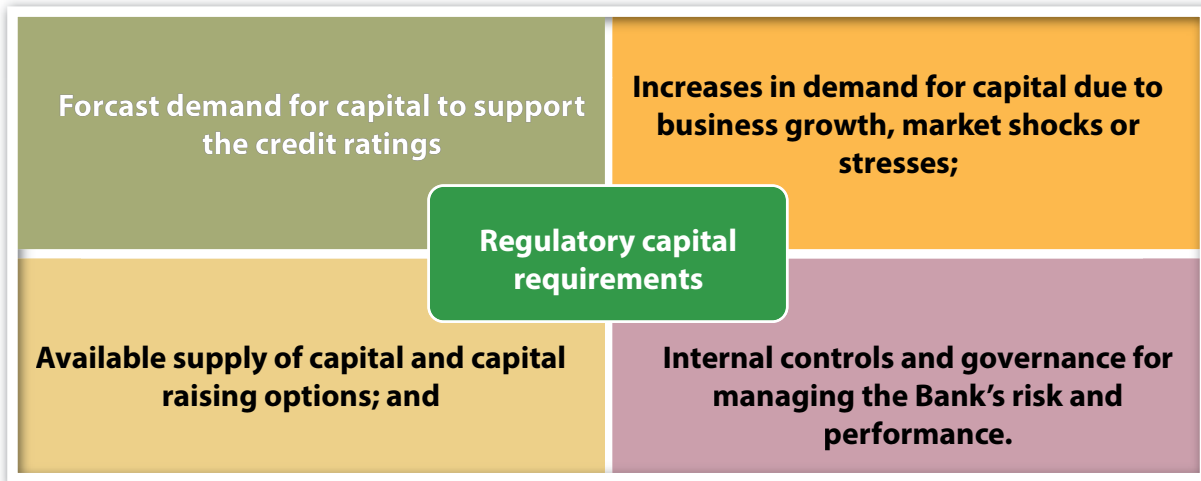 Forcast demand for capital to support
the credit ratings
Increases in demand for capital due to
business growth, market shocks or
stresses;
Regulatory capital
requirements
Available supply of capital and capital
raising options; and
Internal controls and governance for
managing the Bank’s risk and
performance.